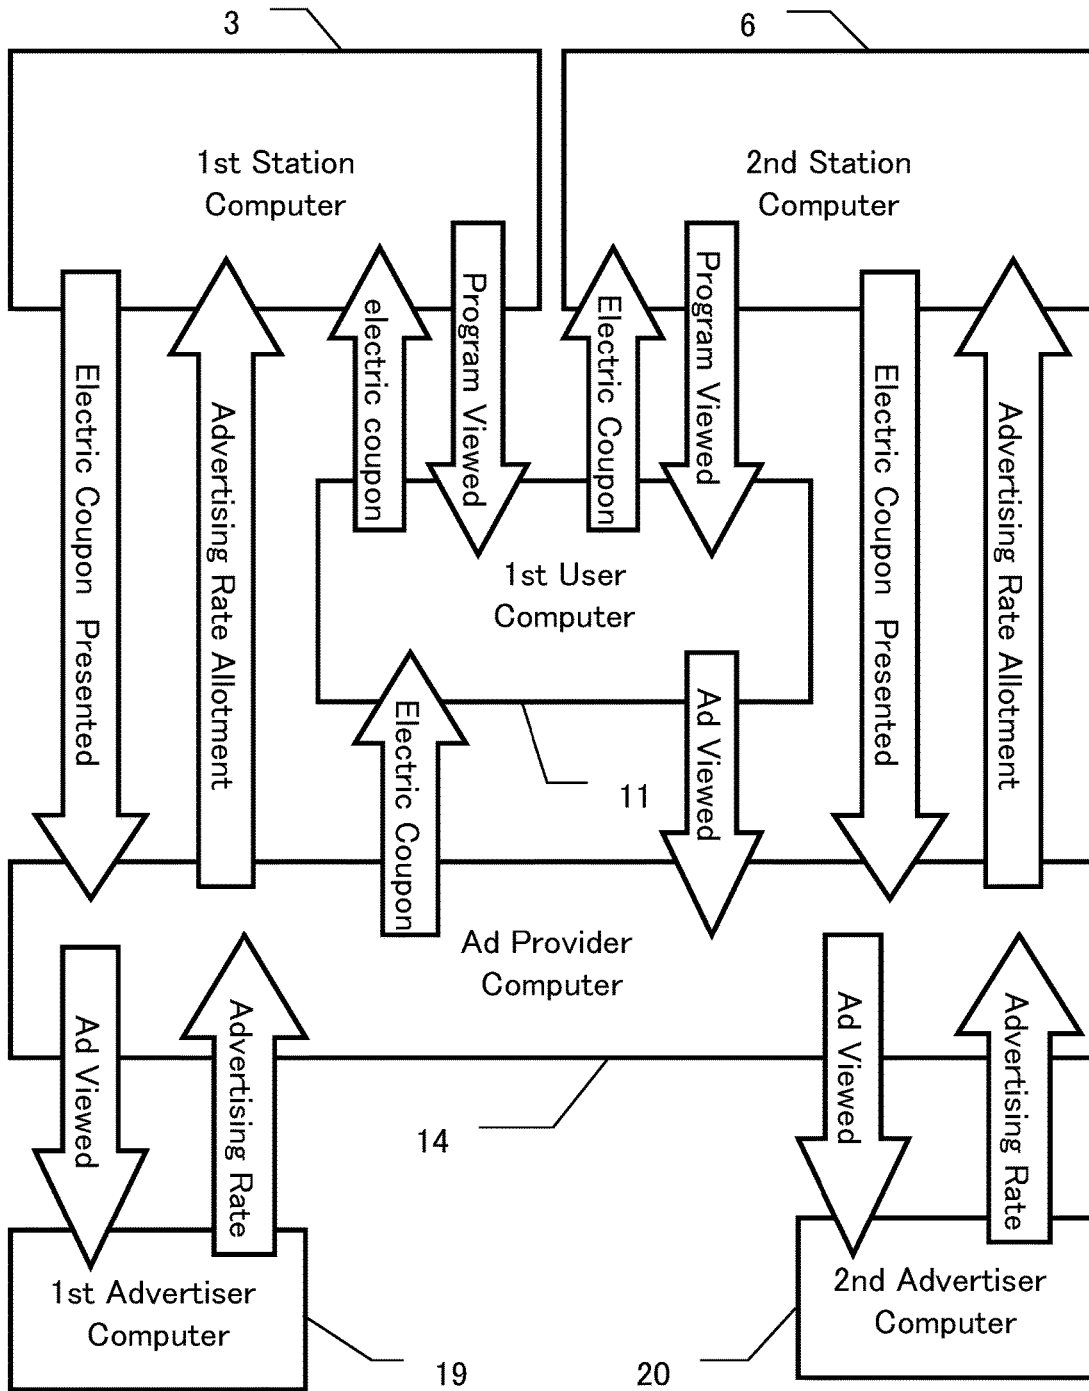 3
6
1st Station
Computer
2nd Station
Computer
Electric Coupon Presented
Advertising Rate Allotment
electric coupon
Program Viewed
Electric Coupon
Program Viewed
Electric Coupon Presented
Advertising Rate Allotment
1st User
Computer
11
Electric Coupon
Ad Viewed
Ad Provider
Computer
14
Ad Viewed
Advertising Rate
Ad Viewed
Advertising Rate
1st Advertiser
Computer
2nd Advertiser
Computer
19
20